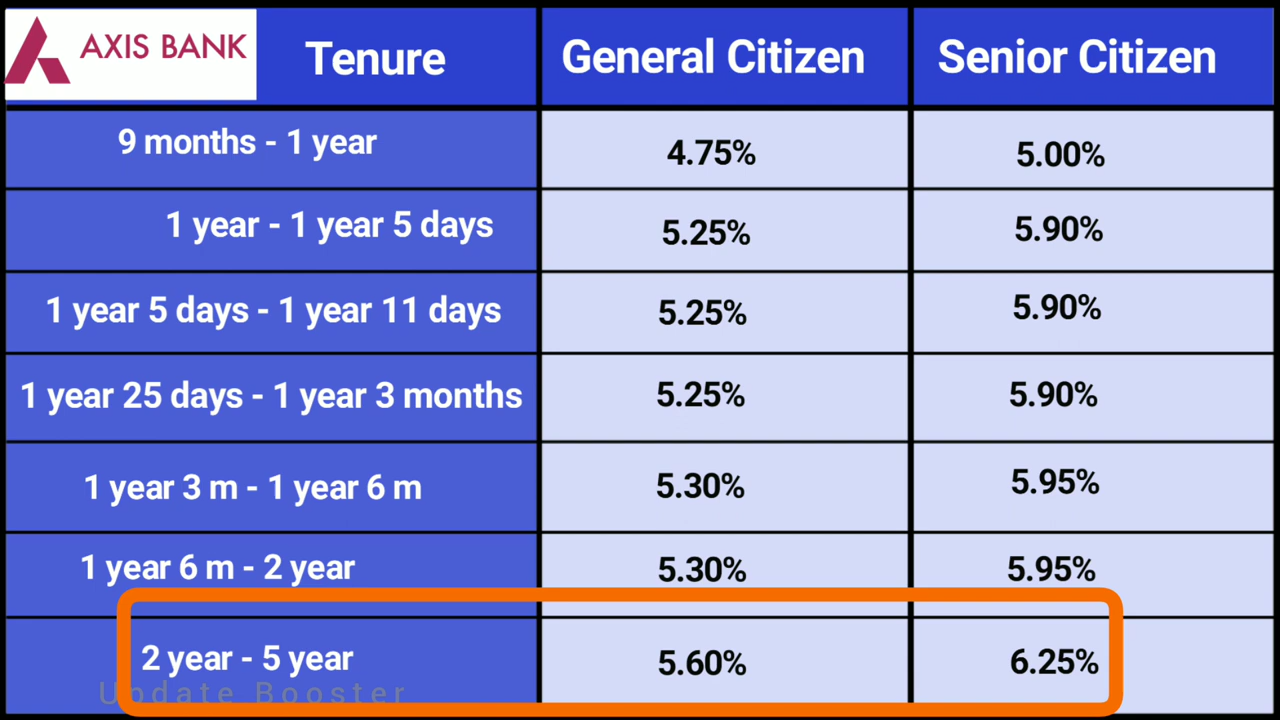 AXIS BANK Tenure General Citizen Senior Citizen
9 months - 1 year 4.75% 5.00%
1 year - 1 year 5 days 5.25% 5.90%
1 year 5 days - 1 year 11 days 5.25% 5.90%
1 year 25 days - 1 year 3 months 5.25% 5.90%
1 year 3 m - 1 year 6 m 5.30% 5.95%
1 year 6 m - 2 year 5.30% 5.95%
2 year - 5 year 5.60% 6.25%
Update Booster